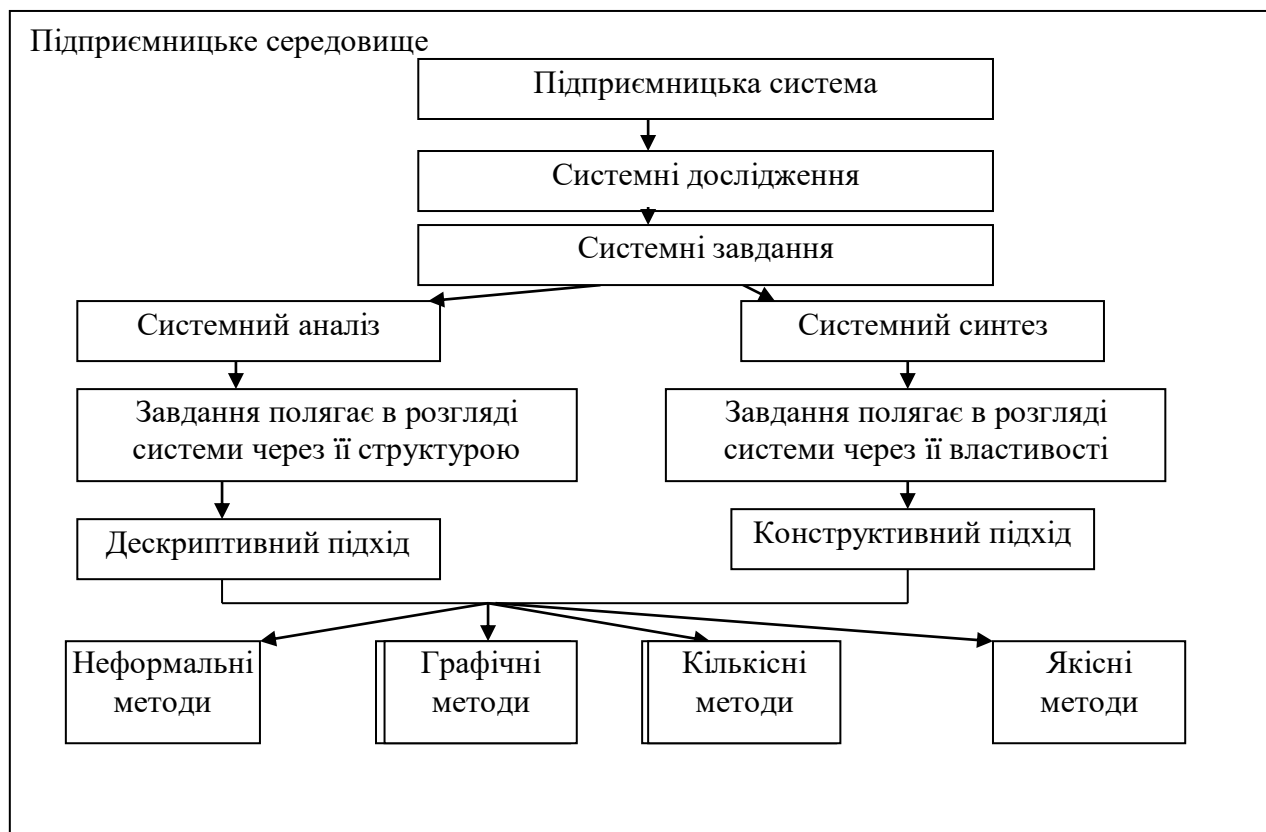 Підприємницьке середовище
Підприємницька система
Системні дослідження
Системні завдання
Системний аналіз
Системний синтез
Завдання полягає в розгляді
системи через її структурою
Завдання полягає в розгляді
системи через її властивості
Дескриптивний підхід
Конструктивний підхід
Неформальні
методи
Графічні
методи
Кількісні
методи
Якісні
методи